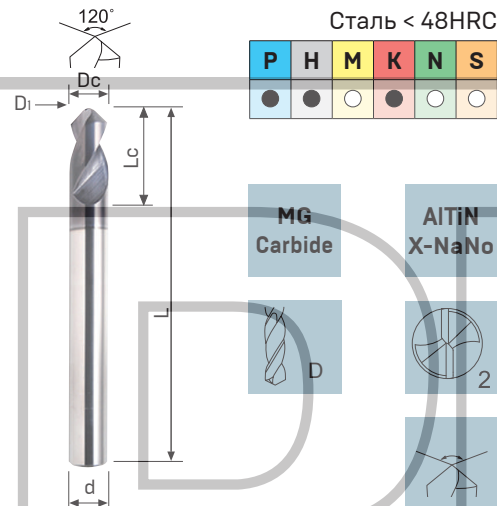 120°
Сталь < 48HRC
P H M K N S
Dc
D1
Lc
MG
Carbide
AlTiN
X-NaNo
L
D
2
d